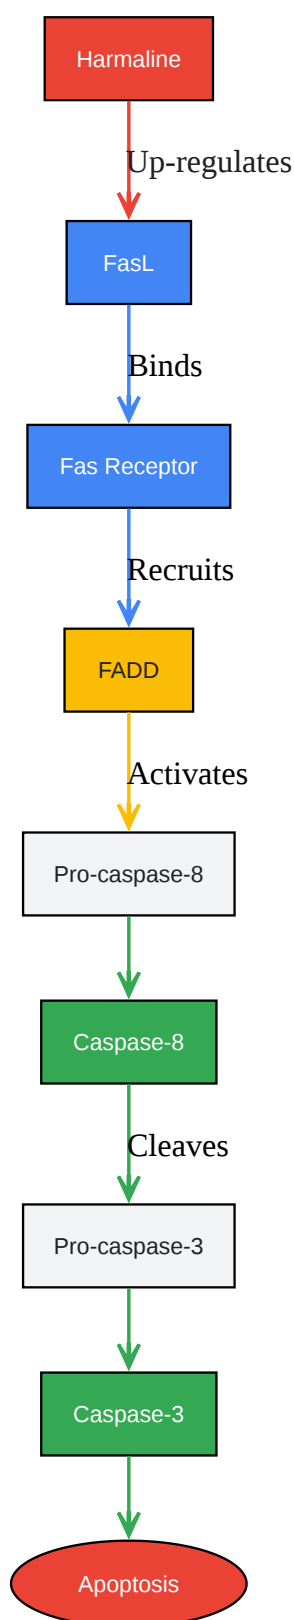 Harmaline
Up-regulates
FasL
Binds
Fas Receptor
Recruits
FADD
Activates
Pro-caspase-8
Caspase-8
Cleaves
Pro-caspase-3
Caspase-3
Apoptosis